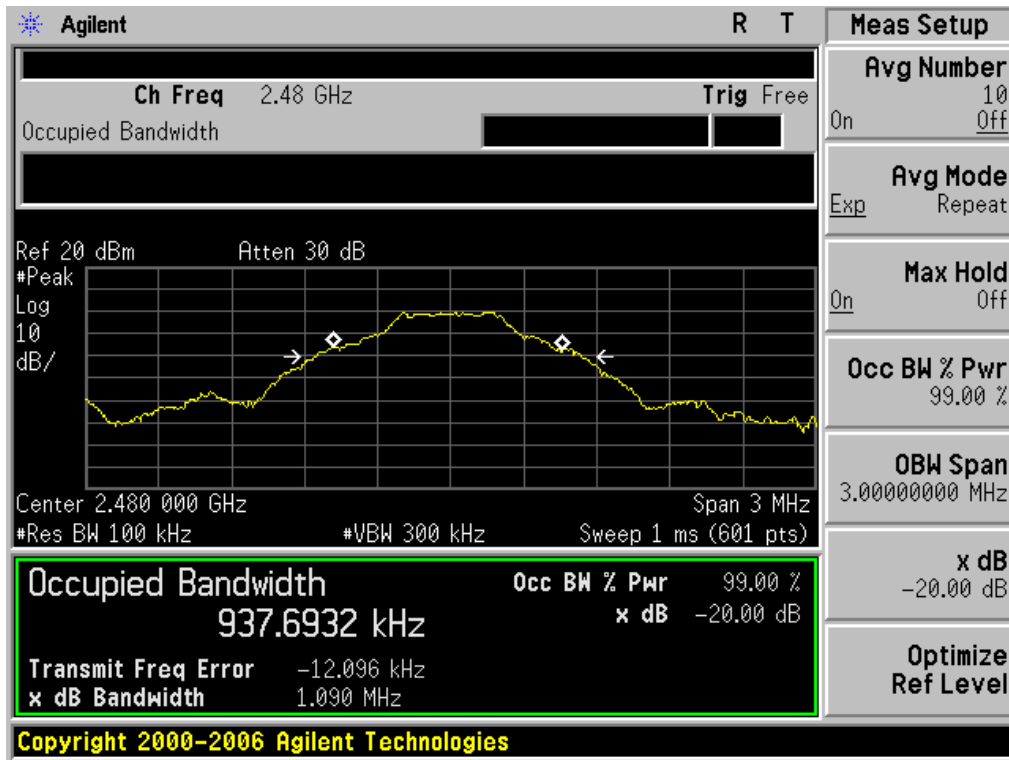 Agilent R T
Ch Freq 2.48 GHz Trig Free
Occupied Bandwidth
Ref 20 dBm Atten 30 dB
#Peak
Log
10
dB/
Center 2.480 000 GHz Span 3 MHz
#Res BW 100 kHz #VBW 300 kHz Sweep 1 ms (601 pts)
Occupied Bandwidth Occ BW % Pwr 99.00 %
937.6932 kHz x dB -20.00 dB
Transmit Freq Error -12.096 kHz
x dB Bandwidth 1.090 MHz
Copyright 2000-2006 Agilent Technologies
Meas Setup
Avg Number
10
On Off
Avg Mode
Exp Repeat
Max Hold
On Off
Occ BW % Pwr
99.00 %
OBW Span
3.00000000 MHz
x dB
-20.00 dB
Optimize
Ref Level